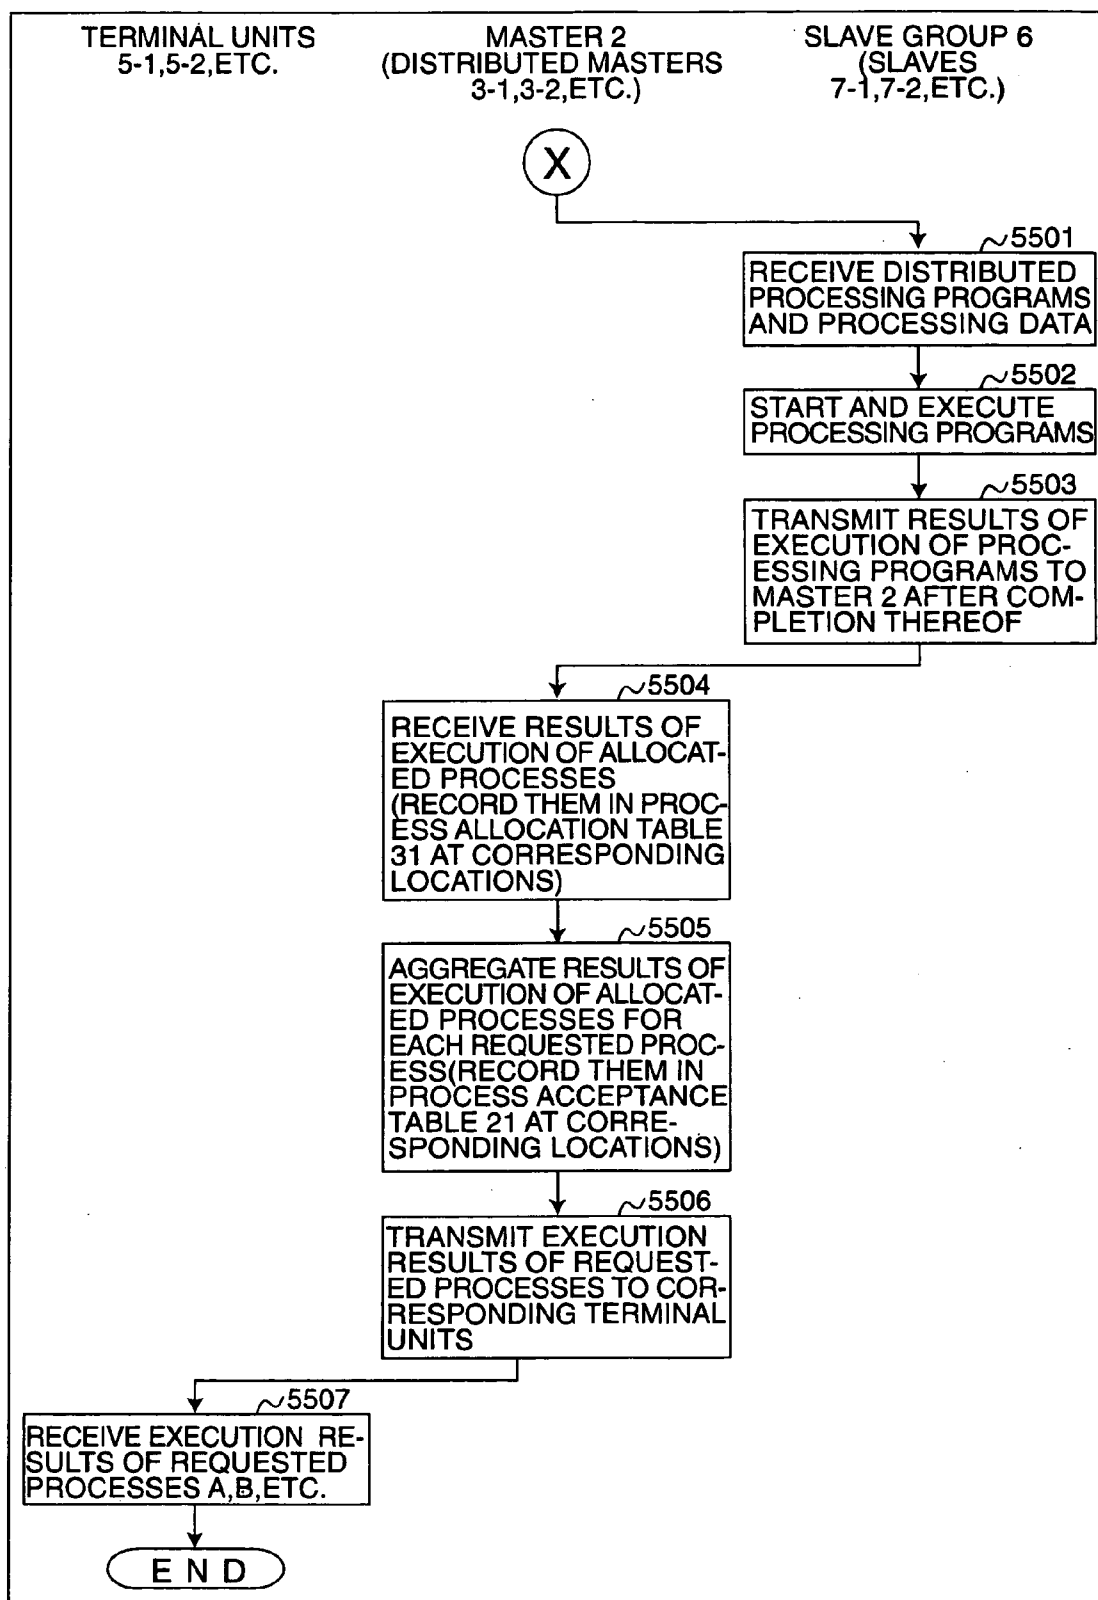 TERMINAL UNITS
5-1,5-2,ETC.
MASTER 2
(DISTRIBUTED MASTERS
3-1,3-2,ETC.)
SLAVE GROUP 6
(SLAVES
7-1,7-2,ETC.)
X
5501
RECEIVE DISTRIBUTED
PROCESSING PROGRAMS
AND PROCESSING DATA
5502
START AND EXECUTE
PROCESSING PROGRAMS
5503
TRANSMIT RESULTS OF
EXECUTION OF PROC-
ESSING PROGRAMS TO
MASTER 2 AFTER COM-
PLETION THEREOF
5504
RECEIVE RESULTS OF
EXECUTION OF ALLOCAT-
ED PROCESSES
(RECORD THEM IN PROC-
ESS ALLOCATION TABLE
31 AT CORRESPONDING
LOCATIONS)
5505
AGGREGATE RESULTS OF
EXECUTION OF ALLOCAT-
ED PROCESSES FOR
EACH REQUESTED PROC-
ESS(RECORD THEM IN
PROCESS ACCEPTANCE
TABLE 21 AT CORRE-
SPONDING LOCATIONS)
5506
TRANSMIT EXECUTION
RESULTS OF REQUEST-
ED PROCESSES TO COR-
RESPONDING TERMINAL
UNITS
5507
RECEIVE EXECUTION RE-
SULTS OF REQUESTED
PROCESSES A,B,ETC.
E N D